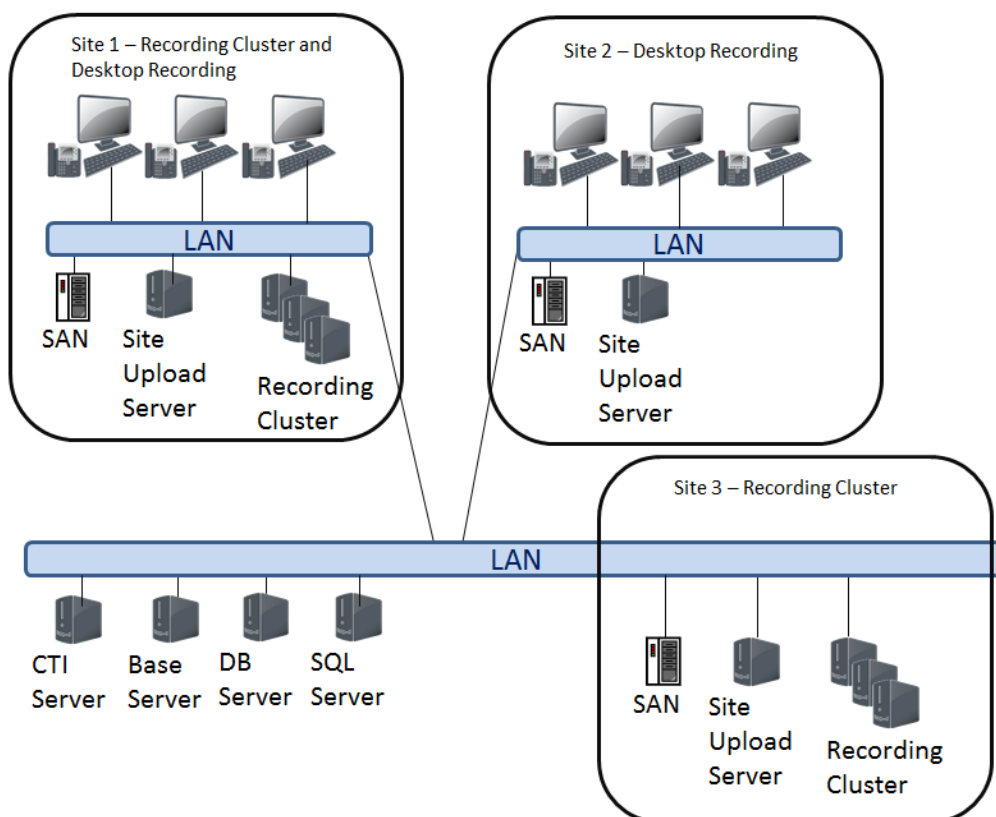 Site 1 – Recording Cluster and
Desktop Recording
LAN
SAN
Site
Upload
Server
Recording
Cluster
Site 2 – Desktop Recording
LAN
SAN
Site
Upload
Server
Site 3 – Recording Cluster
LAN
CTI
Server
Base
Server
DB
Server
SQL
Server
SAN
Site
Upload
Server
Recording
Cluster